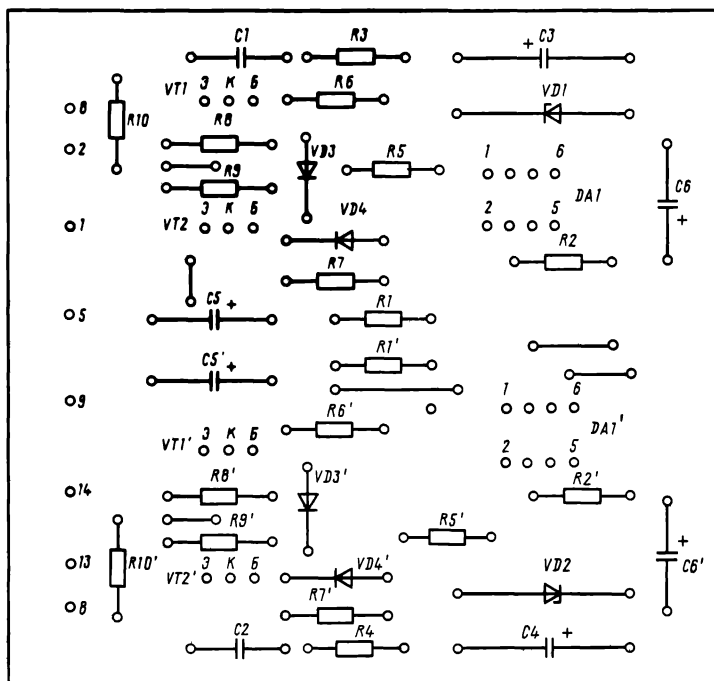 C1
R3
+ C3
VT1 Э К Б
R6
VD1
8
R10
R8
2
VD3
R5
1 6
C6
R9
DA1
+
VT2 Э К Б
1
2 5
VD4
R2
R7
C5 +
5
R1
C5' +
R1'
9
R6'
1 6
VT1' Э К Б
DA1'
2 5
R8'
VD3'
14
R2'
R9'
R5'
+
13
R10'
VT2' Э К Б
VD4'
VD2
C6'
8
R7'
C2
R4
C4 +